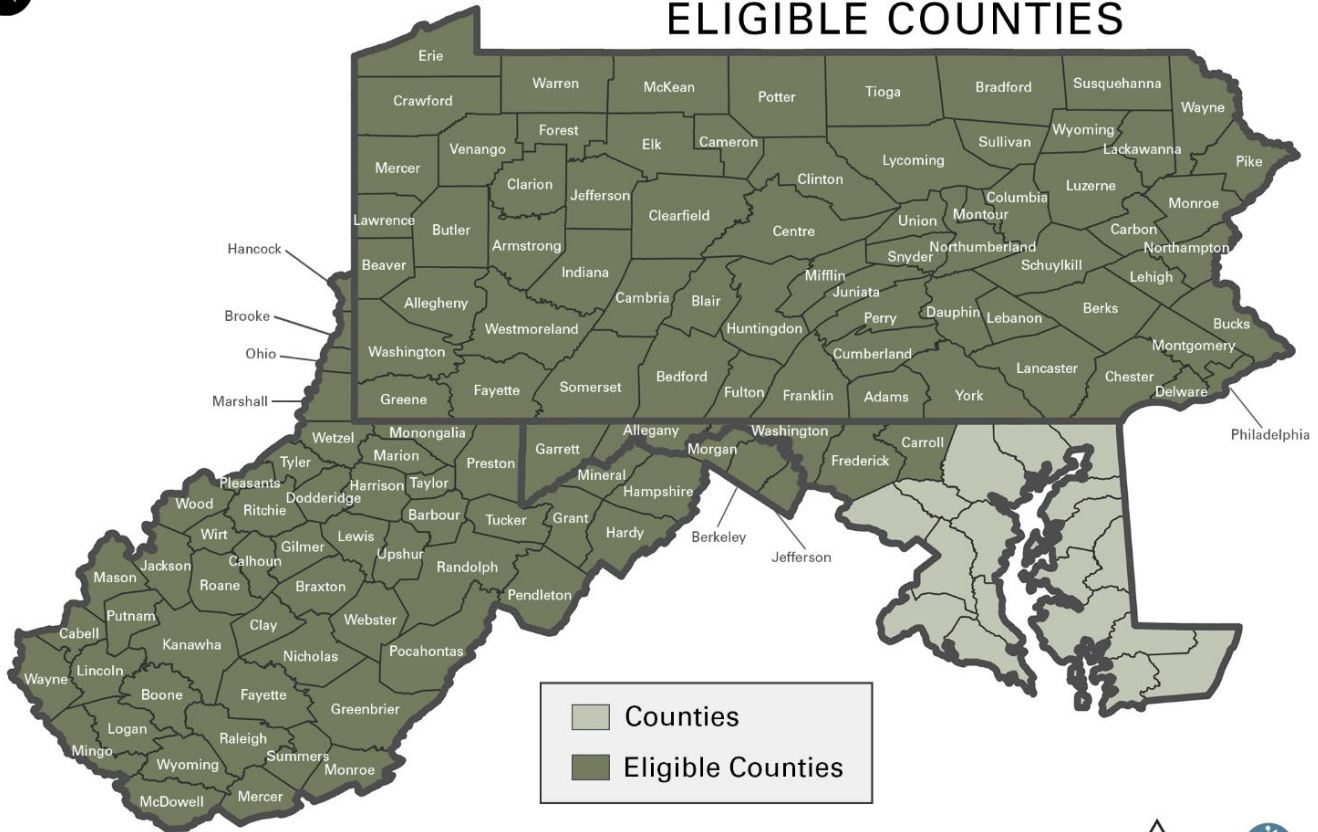 ELIGIBLE COUNTIES
Erie
Warren
McKean
Potter
Tioga
Bradford
Susquehanna
Wayne
Crawford
Forest
Elk
Cameron
Sullivan
Wyoming
Lackawanna
Pike
Mercer
Venango
Clarion
Jefferson
Clearfield
Clinton
Lycoming
Columbia
Luzerne
Monroe
Lawrence
Butler
Armstrong
Centre
Union
Montour
Northumberland
Carbon
Northampton
Hancock
Beaver
Indiana
Snyder
Schuylkill
Lehigh
Mifflin
Juniata
Allegheny
Cambria
Blair
Huntingdon
Perry
Dauphin
Lebanon
Berks
Bucks
Brooke
Westmoreland
Montgomery
Ohio
Washington
Cumberland
Lancaster
Chester
Delware
Marshall
Greene
Fayette
Somerset
Bedford
Fulton
Franklin
Adams
York
Philadelphia
Wetzel
Monongalia
Allegany
Washington
Marion
Preston
Garrett
Morgan
Frederick
Carroll
Tyler
Pleasants
Harrison
Taylor
Mineral
Hampshire
Wood
Ritchie
Dodderidge
Barbour
Tucker
Grant
Hardy
Berkeley
Jefferson
Wirt
Gilmer
Lewis
Upshur
Mason
Jackson
Roane
Calhoun
Braxton
Randolph
Pendleton
Putnam
Cabell
Kanawha
Clay
Webster
Nicholas
Pocahontas
Wayne
Lincoln
Boone
Fayette
Greenbrier
Logan
Mingo
Raleigh
Wyoming
Summers
Monroe
McDowell
Mercer
Counties
Eligible Counties